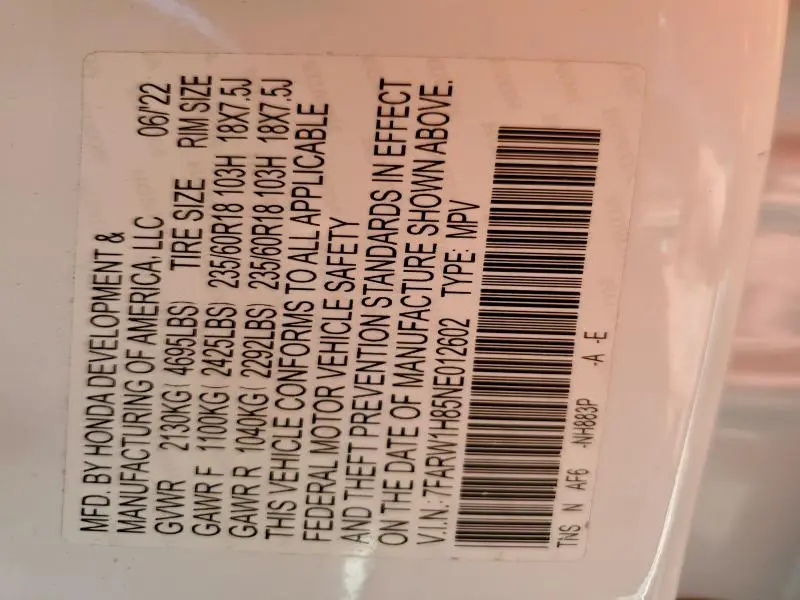 MFD. BY HONDA DEVELOPMENT &
MANUFACTURING OF AMERICA, LLC 06/'22
GVWR 2130KG( 4695LBS) TIRE SIZE RIM SIZE
GAWR F 1100KG( 2425LBS) 235/60R18 103H 18X7.5J
GAWR R 1040KG( 2292LBS) 235/60R18 103H 18X7.5J
THIS VEHICLE CONFORMS TO ALL APPLICABLE
FEDERAL MOTOR VEHICLE SAFETY
AND THEFT PREVENTION STANDARDS IN EFFECT
ON THE DATE OF MANUFACTURE SHOWN ABOVE.
V.I.N.: 7FARW1H85NE012602 TYPE: MPV
TNS N AF6 -NH883P -A -E